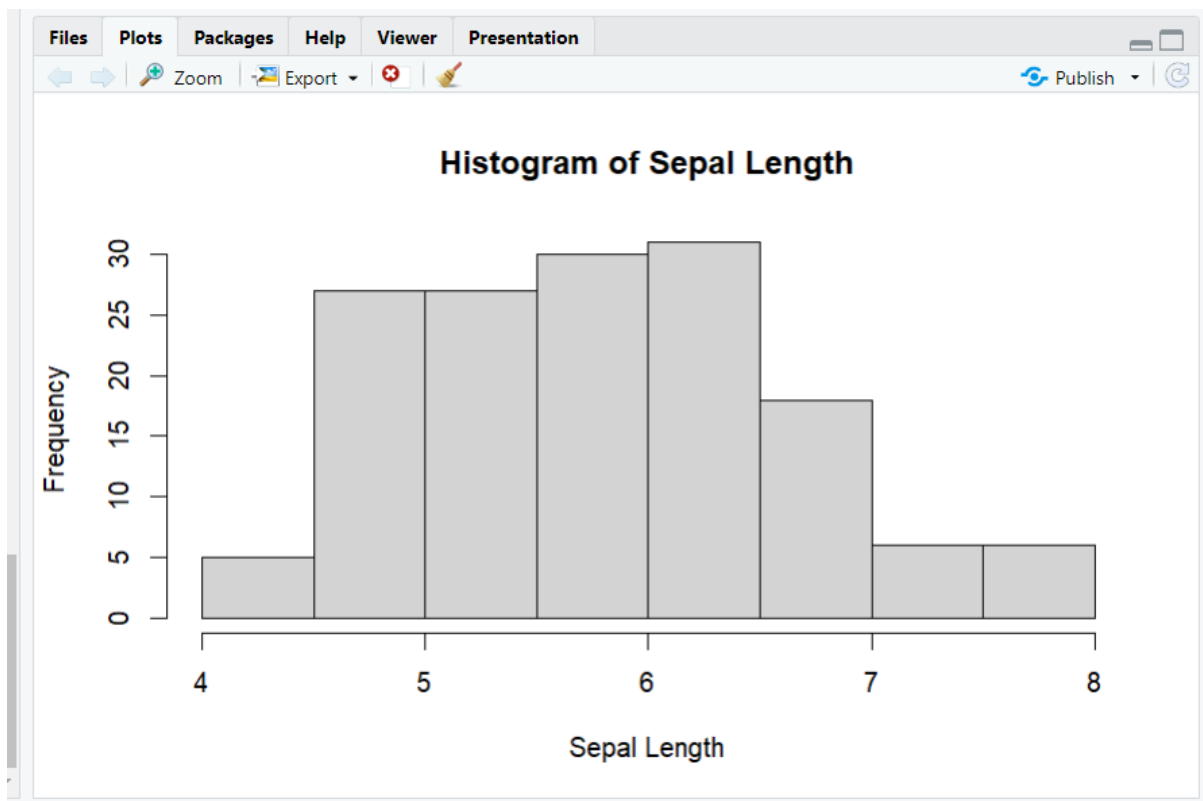 Files Plots Packages Help Viewer Presentation
Zoom Export Publish
Histogram of Sepal Length
Frequency
30
25
20
15
10
5
0
4 5 6 7 8
Sepal Length